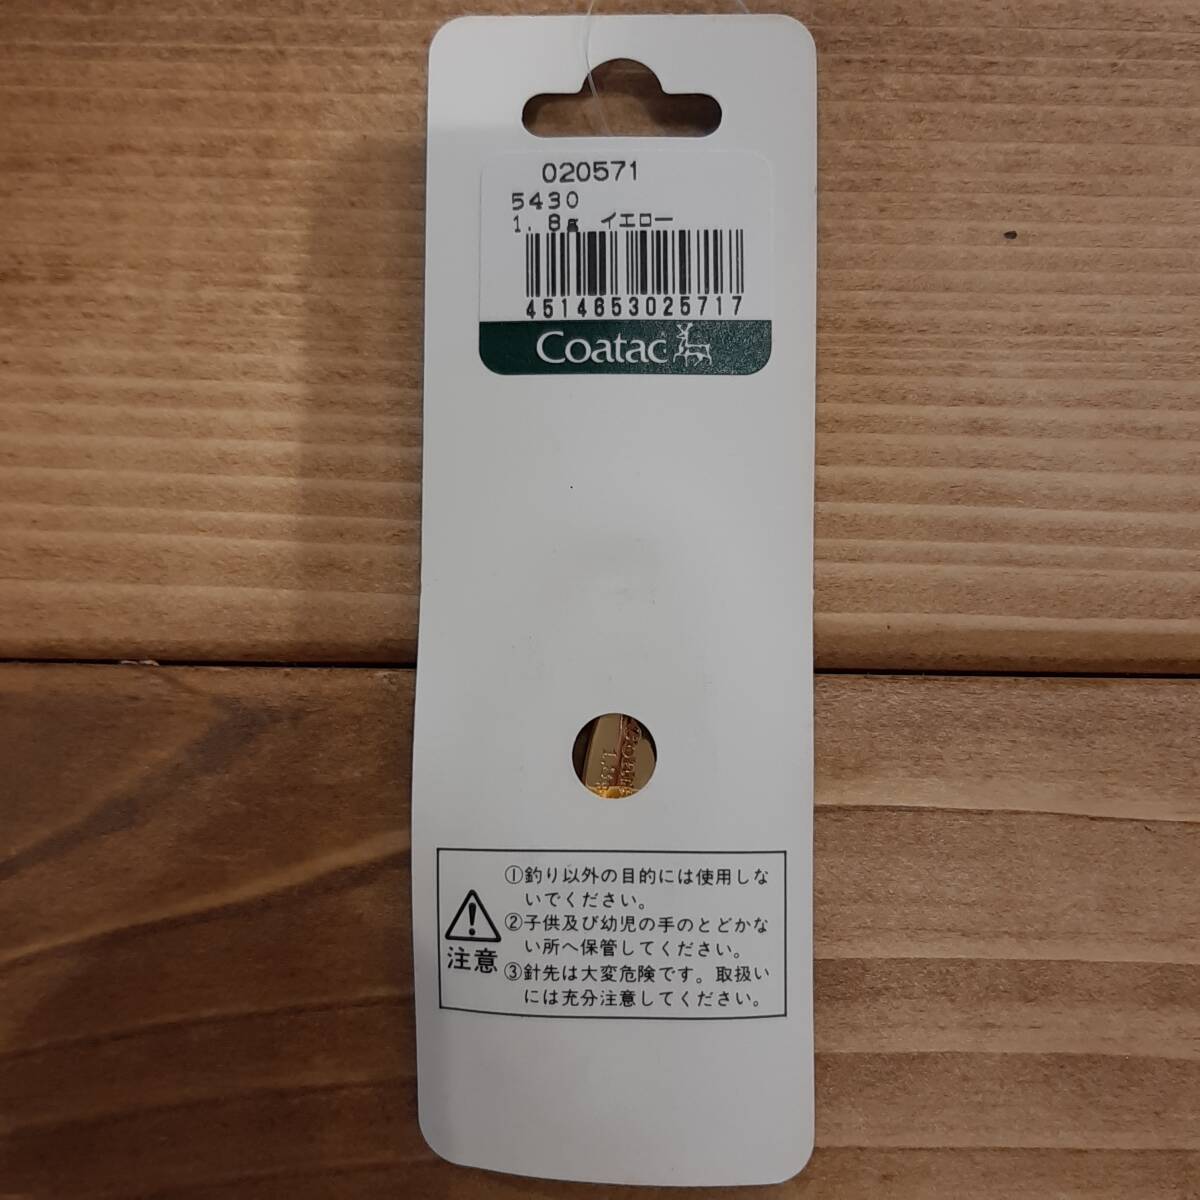 020571
5430
1.8g イエロー
4514653025717
Coatac
1.8g
注意
①釣り以外の目的には使用しな
いでください。
②子供及び幼児の手のとどかな
い所へ保管してください。
③針先は大変危険です。取扱い
には充分注意してください。